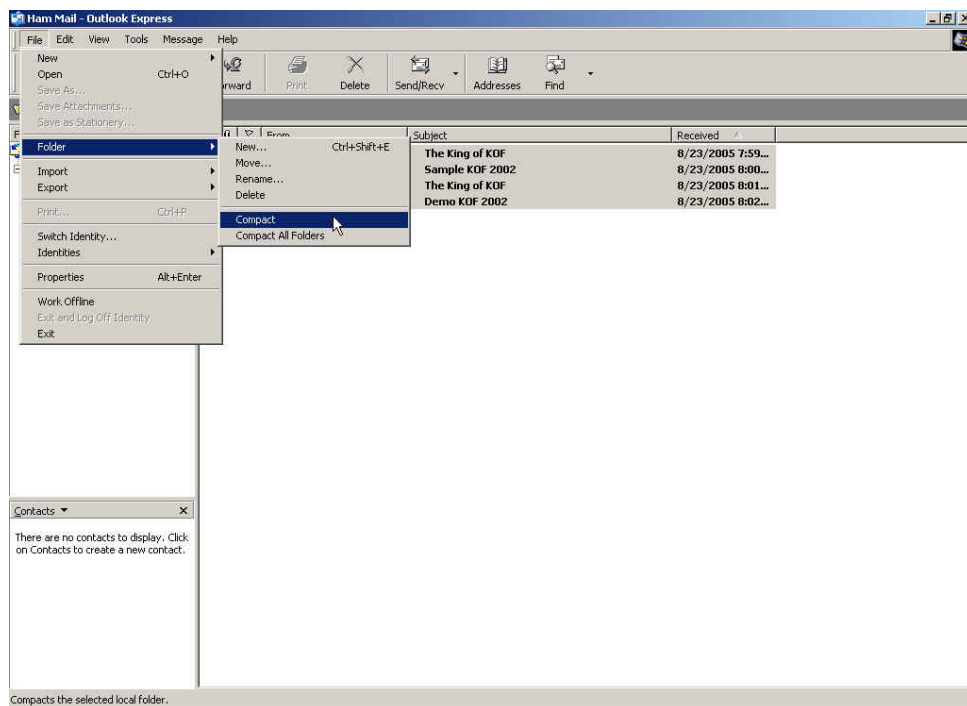 Ham Mail - Outlook Express
File Edit View Tools Message Help
New
Open Ctrl+O
Save As...
Save Attachments...
Save as Stationery...
Folder
Import
Export
Print... Ctrl+P
Switch Identity...
Identities
Properties Alt+Enter
Work Offline
Exit and Log Off Identity
Exit
rward Print Delete Send/Recv Addresses Find
From Subject Received
New... Ctrl+Shift+E
Move...
Rename...
Delete
Compact
Compact All Folders
The King of KOF 8/23/2005 7:59...
Sample KOF 2002 8/23/2005 8:00...
The King of KOF 8/23/2005 8:01...
Demo KOF 2002 8/23/2005 8:02...
Contacts
There are no contacts to display. Click
on Contacts to create a new contact.
Compacts the selected local folder.